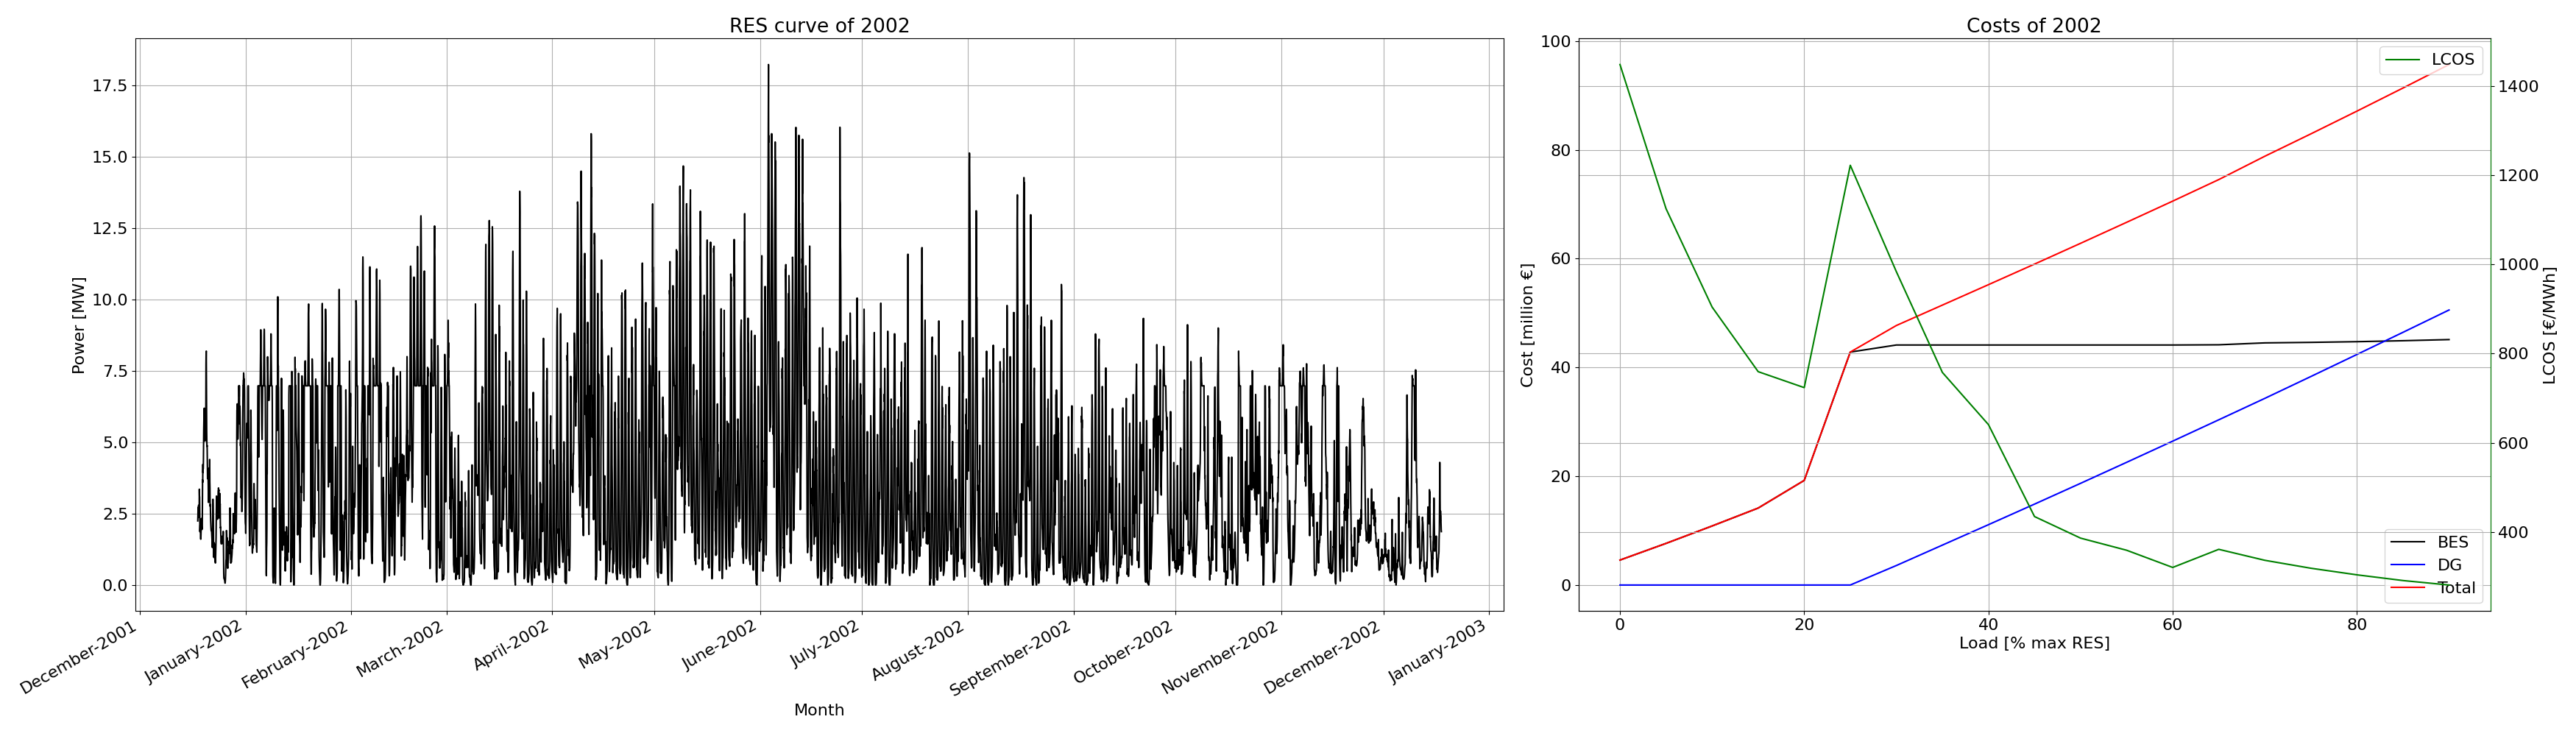 RES curve of 2002
Power [MW]
17.5
15.0
12.5
10.0
7.5
5.0
2.5
0.0
December-2001
January-2002
February-2002
March-2002
April-2002
May-2002
June-2002
July-2002
August-2002
September-2002
October-2002
November-2002
December-2002
January-2003
Month
Costs of 2002
Cost [million €]
100
80
60
40
20
0
0
20
40
60
80
Load [% max RES]
LCOS
1400
1200
1000
800
600
400
LCOS [€/MWh]
BES
DG
Total